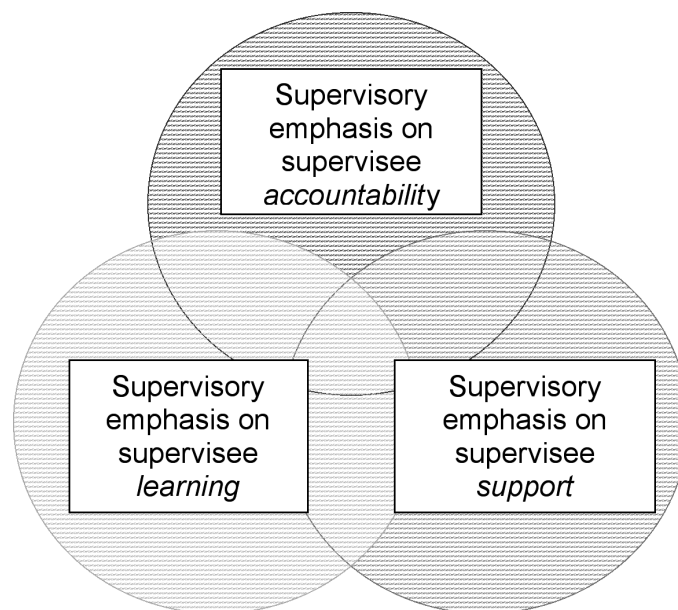 Supervisory
emphasis on
supervisee
accountability
Supervisory
emphasis on
supervisee
learning
Supervisory
emphasis on
supervisee
support